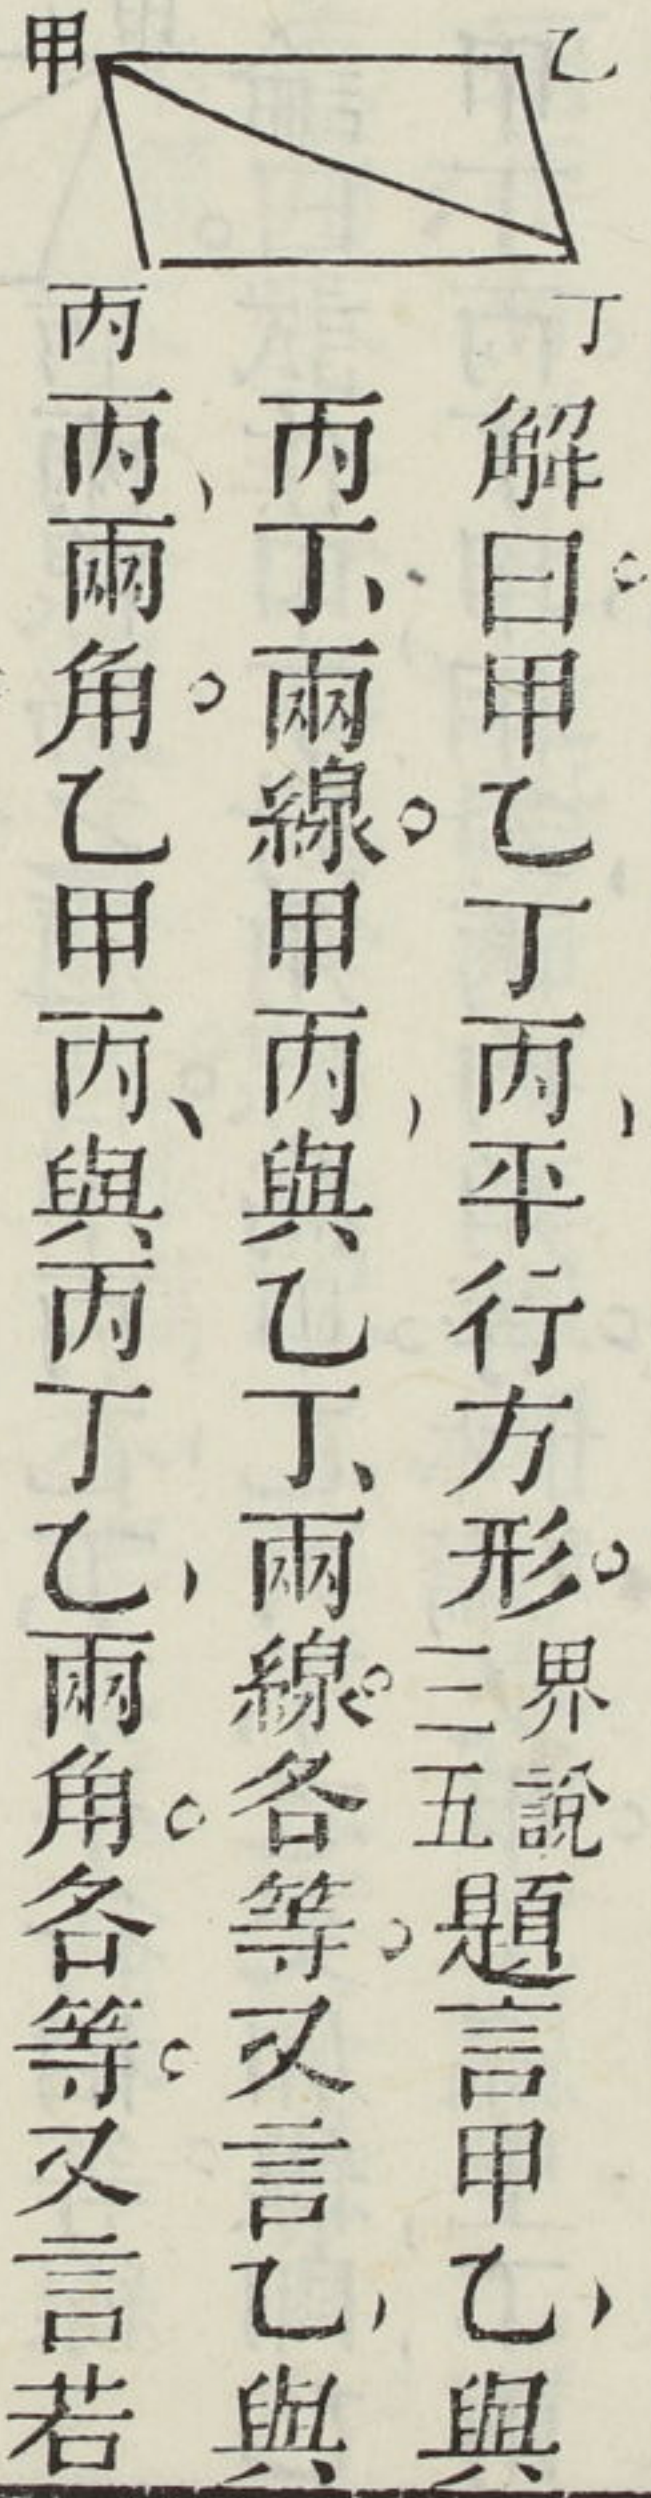 甲
乙
丙
丁
解曰。甲乙丁丙、平行方形。界說三五題言甲乙、與
丙丁、兩線。甲丙、與乙丁、兩線。各等。又言乙、與
丙、兩角。乙甲丙、與丙丁乙、兩角。各等。又言若